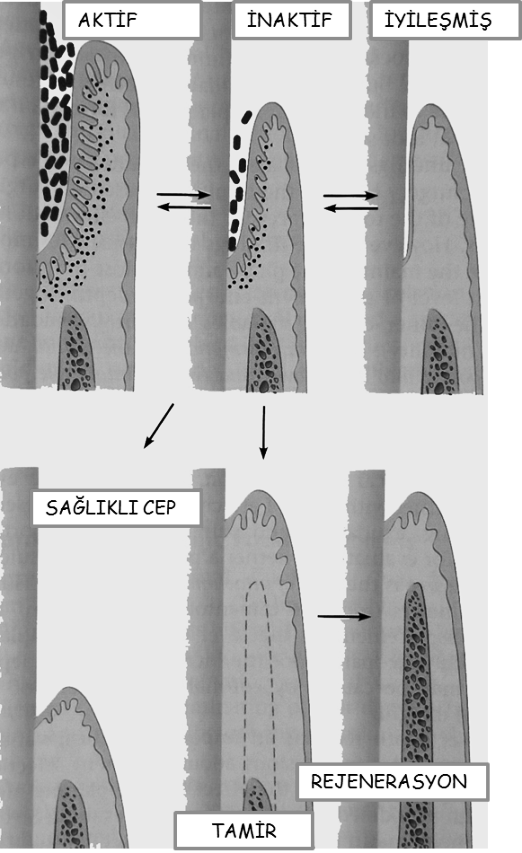 AKTİF
İNAKTİF
İYİLEŞMİŞ
SAĞLIKLI CEP
REJENERASYON
TAMİR